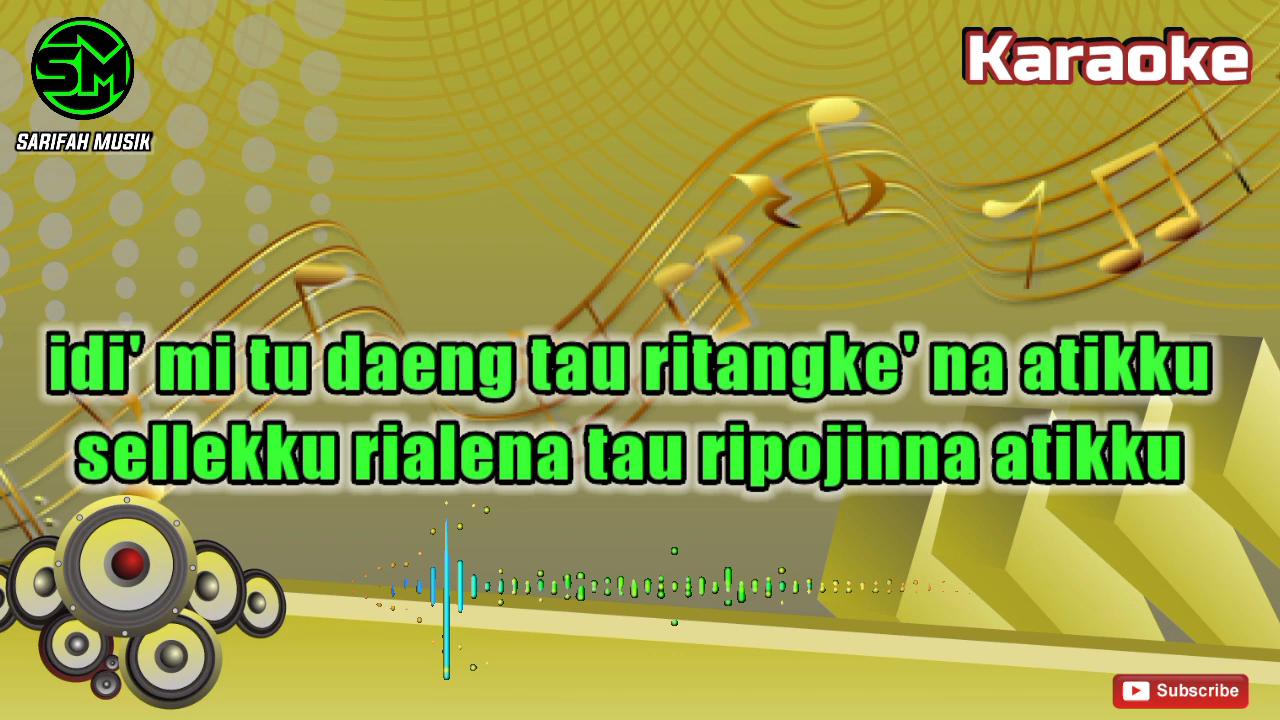 SM
SARIFAH MUSIK
Karaoke
idi' mi tu daeng tau ritangke' na atikku
sellekku rialena tau ripojinna atikku
Subscribe